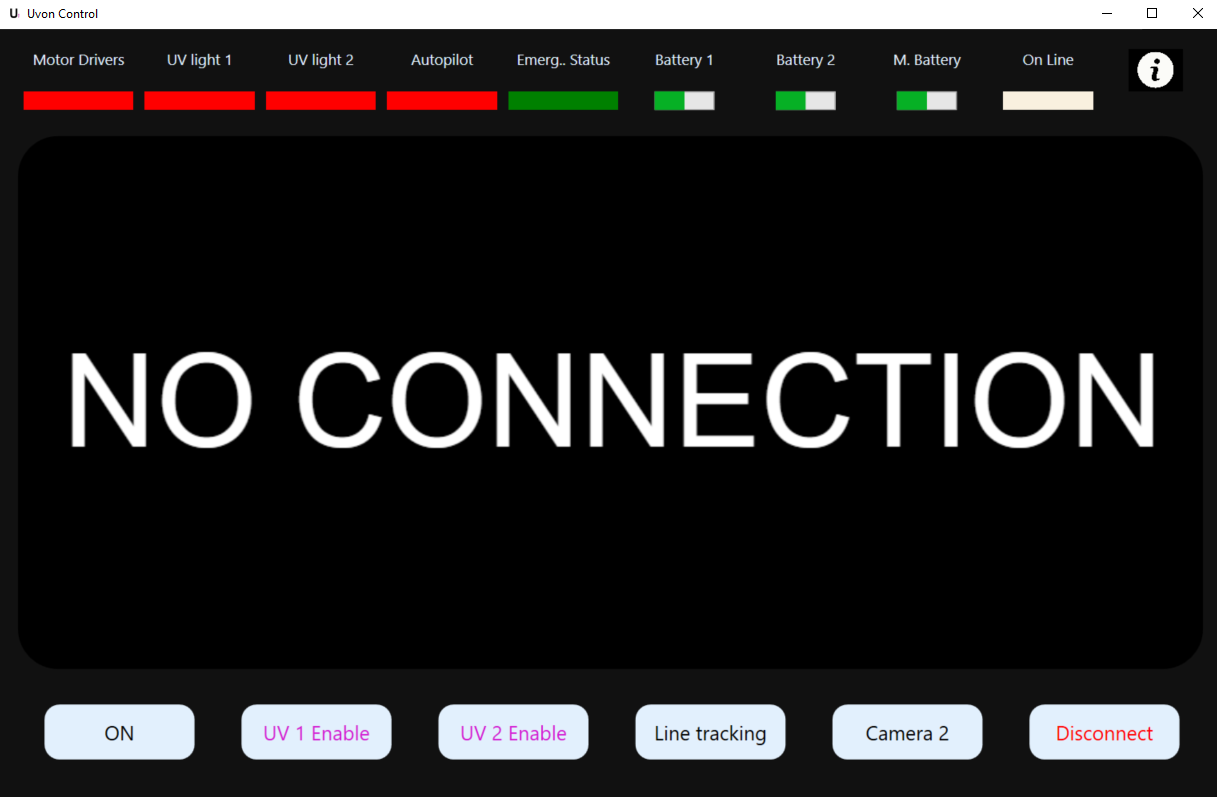 Uvon Control
Motor Drivers UV light 1 UV light 2 Autopilot Emerg.. Status Battery 1 Battery 2 M. Battery On Line
NO CONNECTION
ON UV 1 Enable UV 2 Enable Line tracking Camera 2 Disconnect